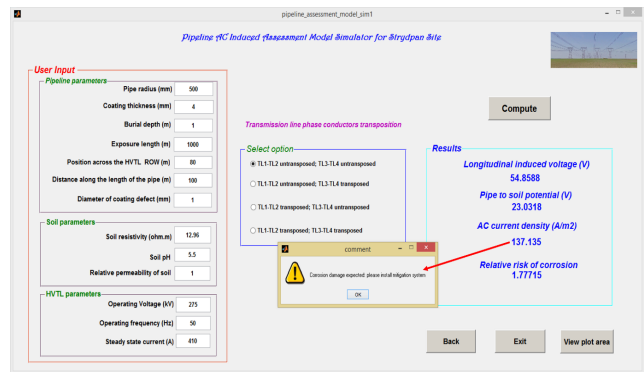 pipeline_assessment_model_sim1
Pipeline AC Induced Assessment Model Simulator for Strydpan Site
User Input
Pipeline parameters
Pipe radius (mm) 500
Coating thickness (mm) 4
Burial depth (m) 1
Exposure length (m) 1000
Position across the HVTL ROW (m) 80
Distance along the length of the pipe (m) 100
Diameter of coating defect (mm) 1
Soil parameters
Soil resistivity (ohm.m) 12.96
Soil pH 5.5
Relative permeability of soil 1
HVTL parameters
Operating Voltage (kV) 275
Operating frequency (Hz) 50
Steady state current (A) 410
Transmission line phase conductors transposition
Select option
TL1-TL2 untransposed; TL3-TL4 untransposed
TL1-TL2 untransposed; TL3-TL4 transposed
TL1-TL2 transposed; TL3-TL4 untransposed
TL1-TL2 transposed; TL3-TL4 transposed
comment
Corrosion damage expected: please install mitigation system
OK
Compute
Results
Longitudinal induced voltage (V)
54.8588
Pipe to soil potential (V)
23.0318
AC current density (A/m2)
137.135
Relative risk of corrosion
1.77715
Back
Exit
View plot area